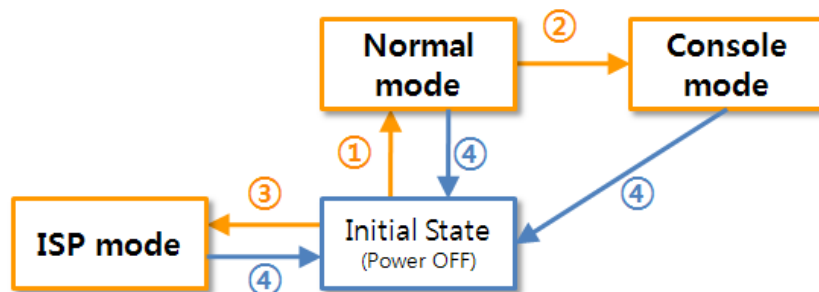 Normal
mode
②
Console
mode
①
④
④
③
ISP mode
④
Initial State
(Power OFF)